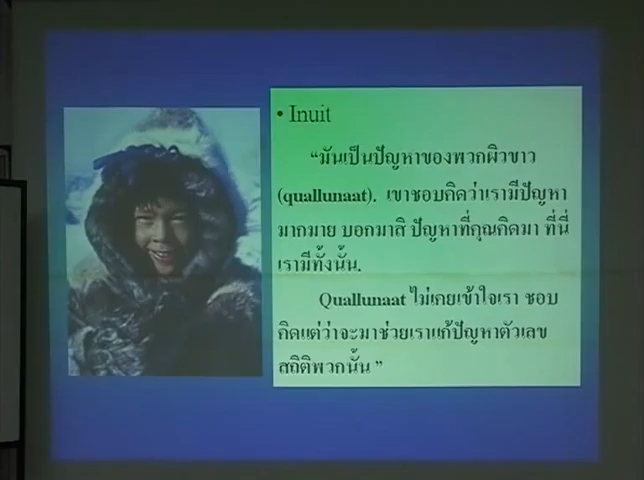 • Inuit
“มันเป็นปัญหาของพวกผิวขาว
(quallunaat). เขาชอบคิดว่าเรามีปัญหา
มากมาย บอกมาสิ ปัญหาที่คุณคิดมา ที่นี่
เรามีทั้งนั้น.
Quallunaat ไม่เคยเข้าใจเรา ชอบ
คิดแต่ว่าจะมาช่วยเราแก้ปัญหาตัวเลข
สถิติพวกนั้น ”